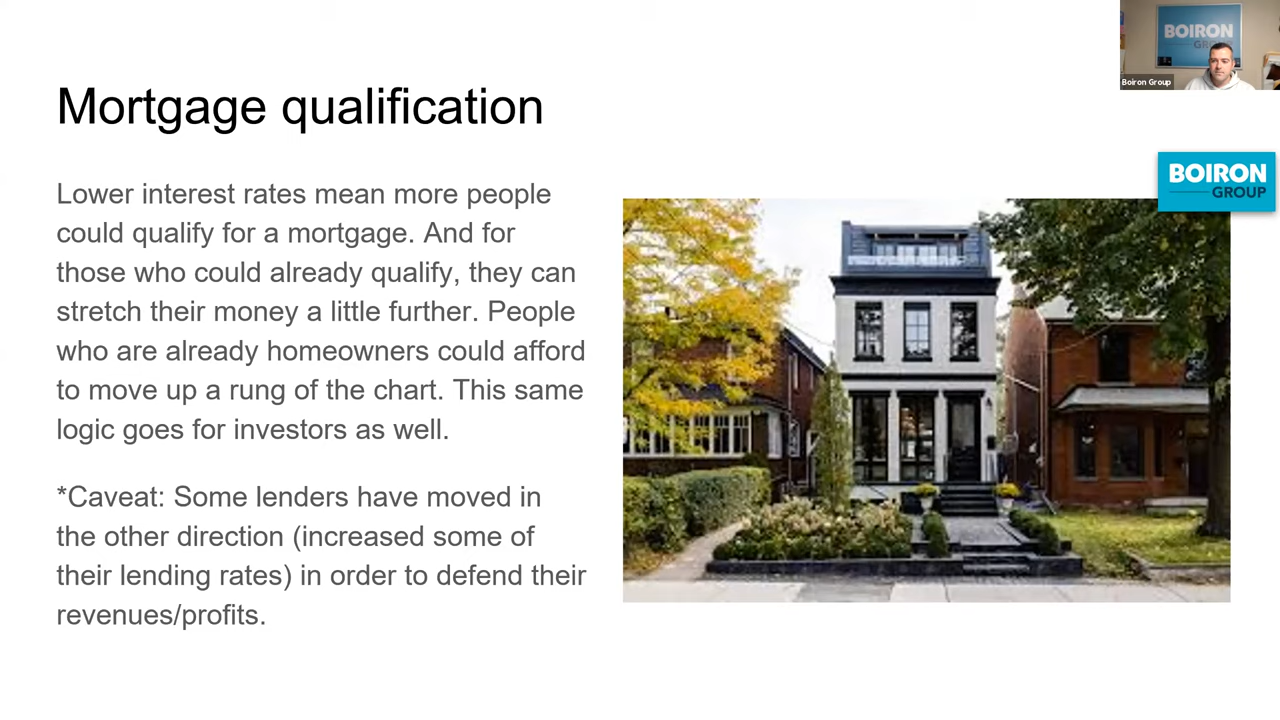 BOIRON
GROUP
Boiron Group
Mortgage qualification
BOIRON
GROUP
Lower interest rates mean more people
could qualify for a mortgage. And for
those who could already qualify, they can
stretch their money a little further. People
who are already homeowners could afford
to move up a rung of the chart. This same
logic goes for investors as well.
*Caveat: Some lenders have moved in
the other direction (increased some of
their lending rates) in order to defend their
revenues/profits.